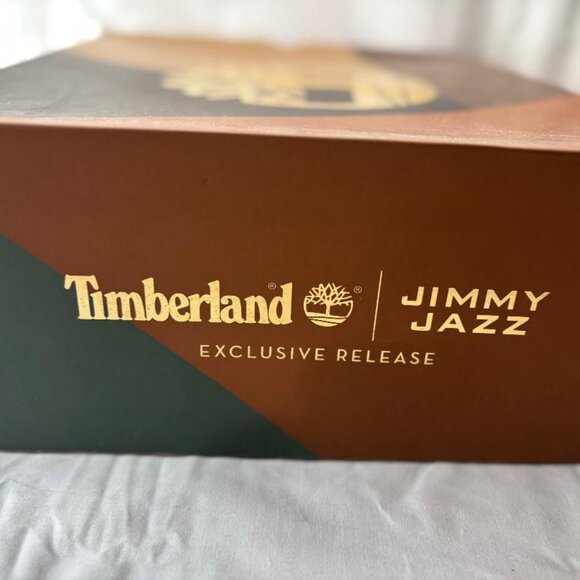 Timberland® ® | JIMMY JAZZ
EXCLUSIVE RELEASE